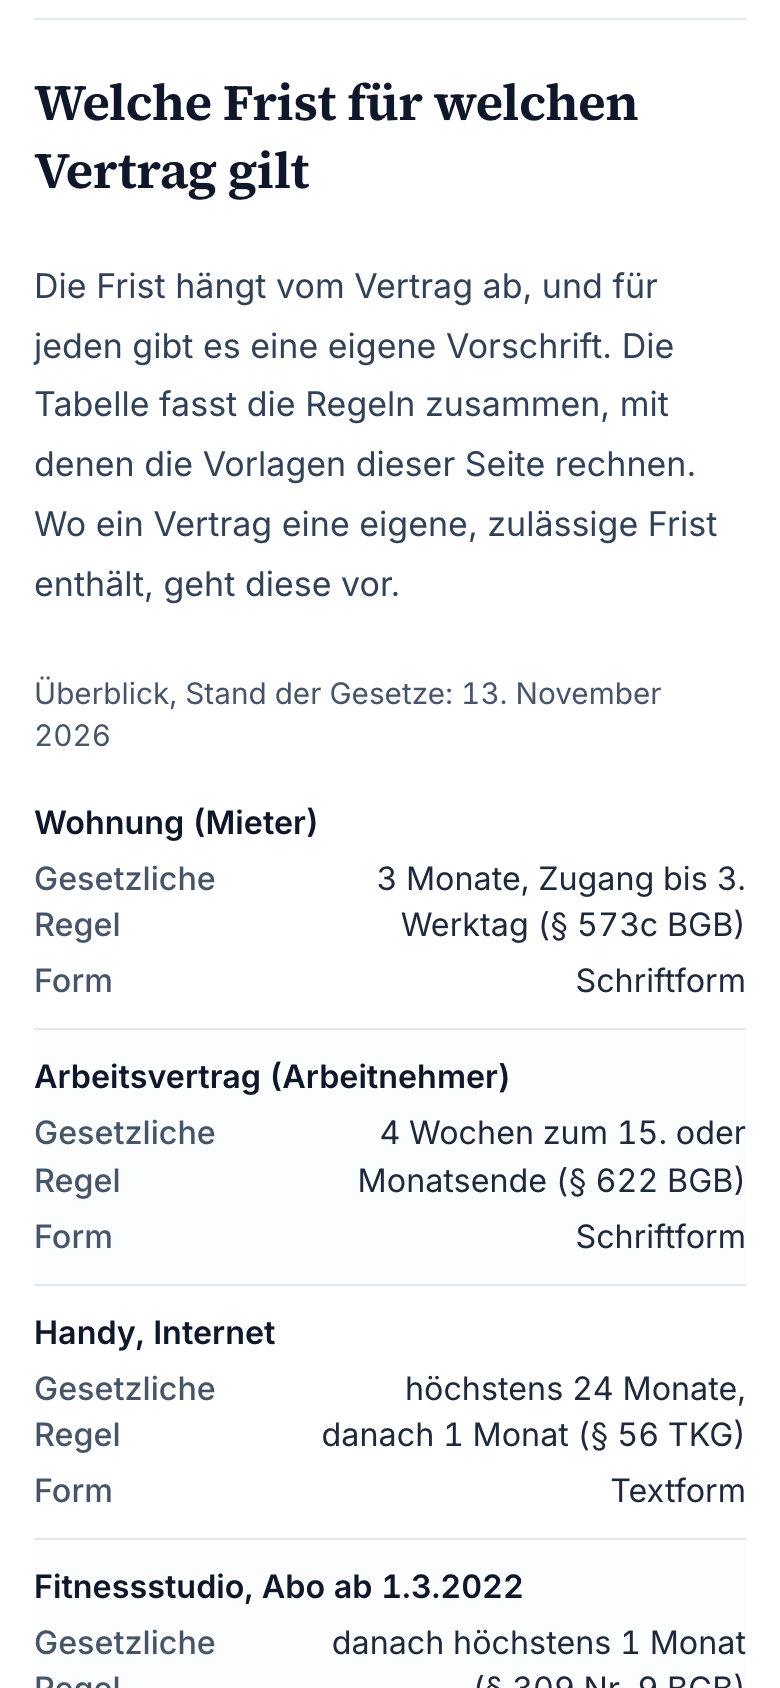 Welche Frist für welchen
Vertrag gilt
Die Frist hängt vom Vertrag ab, und für
jeden gibt es eine eigene Vorschrift. Die
Tabelle fasst die Regeln zusammen, mit
denen die Vorlagen dieser Seite rechnen.
Wo ein Vertrag eine eigene, zulässige Frist
enthält, geht diese vor.
Überblick, Stand der Gesetze: 13. November
2026
Wohnung (Mieter)
Gesetzliche 3 Monate, Zugang bis 3.
Regel Werktag (§ 573c BGB)
Form Schriftform
Arbeitsvertrag (Arbeitnehmer)
Gesetzliche 4 Wochen zum 15. oder
Regel Monatsende (§ 622 BGB)
Form Schriftform
Handy, Internet
Gesetzliche höchstens 24 Monate,
Regel danach 1 Monat (§ 56 TKG)
Form Textform
Fitnessstudio, Abo ab 1.3.2022
Gesetzliche danach höchstens 1 Monat
Regel (§ 309 Nr. 9 BGB)